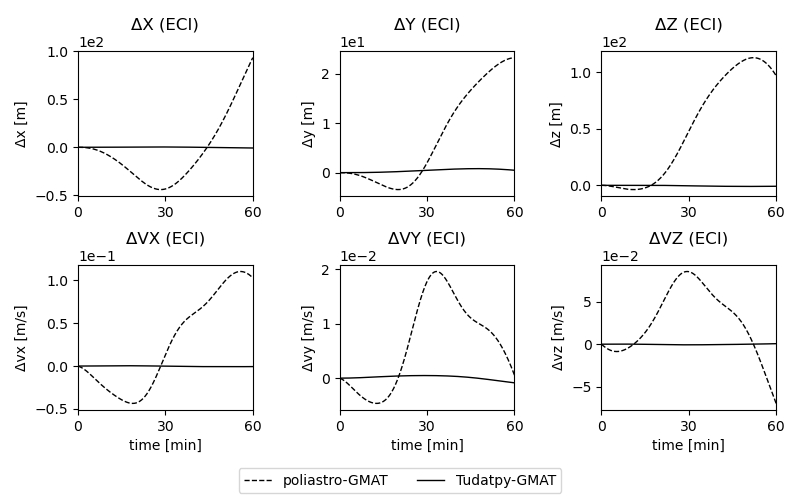 ΔX (ECI)
1e2
1.0
0.5
0.0
−0.5
Δx [m]
0 30 60
ΔY (ECI)
1e1
2
1
0
Δy [m]
0 30 60
ΔZ (ECI)
1e2
1.0
0.5
0.0
Δz [m]
0 30 60
ΔVX (ECI)
1e−1
1.0
0.5
0.0
−0.5
Δvx [m/s]
0 30 60
time [min]
ΔVY (ECI)
1e−2
2
1
0
Δvy [m/s]
0 30 60
time [min]
ΔVZ (ECI)
1e−2
5
0
−5
Δvz [m/s]
0 30 60
time [min]
poliastro-GMAT Tudatpy-GMAT